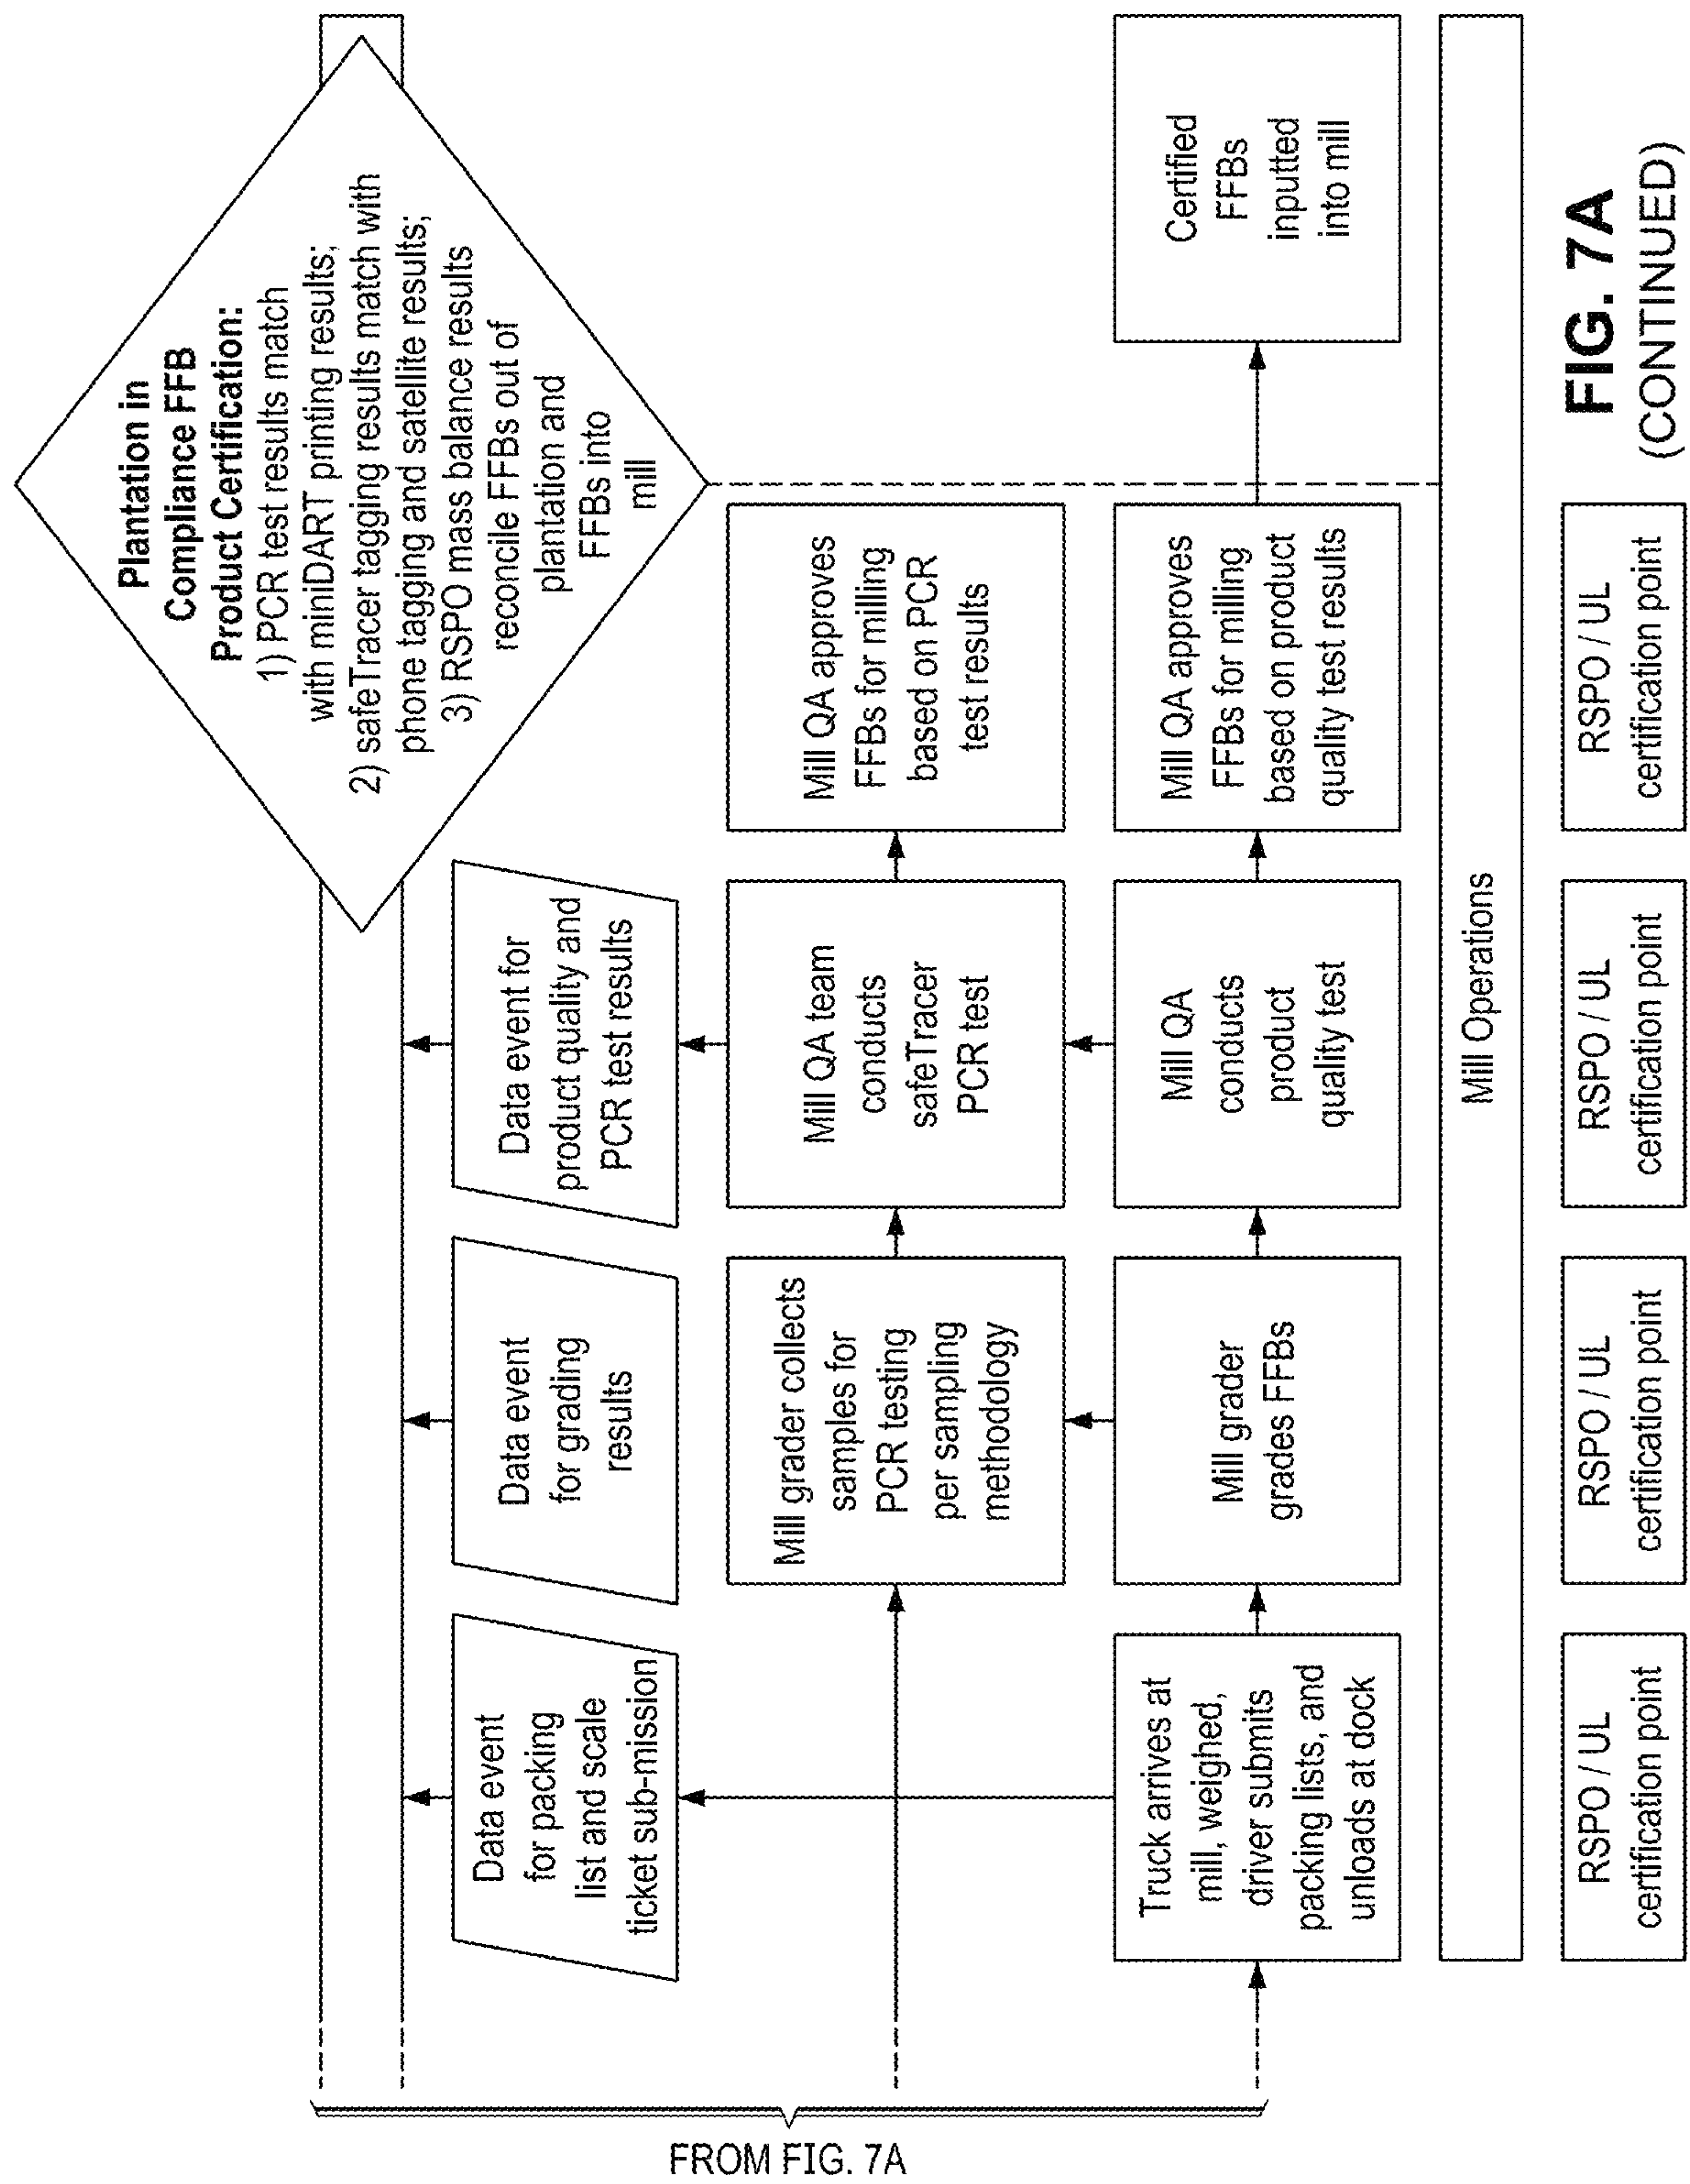 Plantation in
Compliance FFB
Product Certification:
1) PCR test results match
with miniDART printing results;
2) safeTracer tagging results match with
phone tagging and satellite results;
3) RSPO mass balance results
reconcile FFBs out of
plantation and
FFBs into
mill
Data event
for packing
list and scale
ticket sub-mission
Data event
for grading
results
Data event for
product quality and
PCR test results
Mill grader collects
samples for
PCR testing
per sampling
methodology
Mill QA team
conducts
safeTracer
PCR test
Mill QA approves
FFBs for milling
based on PCR
test results
Truck arrives at
mill, weighed,
driver submits
packing lists, and
unloads at dock
Mill grader
grades FFBs
Mill QA
conducts
product
quality test
Mill QA approves
FFBs for milling
based on product
quality test results
Certified
FFBs
inputted
into mill
Mill Operations
RSPO / UL
certification point
RSPO / UL
certification point
RSPO / UL
certification point
RSPO / UL
certification point
FROM FIG. 7A
FIG. 7A
(CONTINUED)